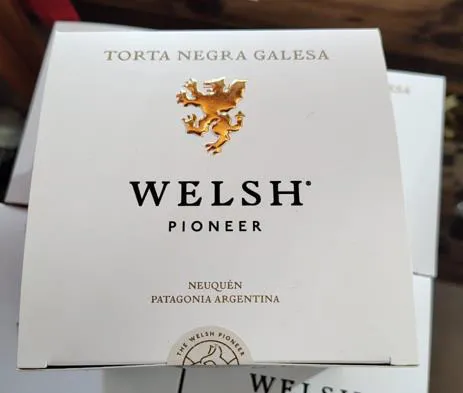 TORTA NEGRA GALESA
WELSH®
PIONEER
NEUQUÉN
PATAGONIA ARGENTINA
THE WELSH PIONEER
WELSH